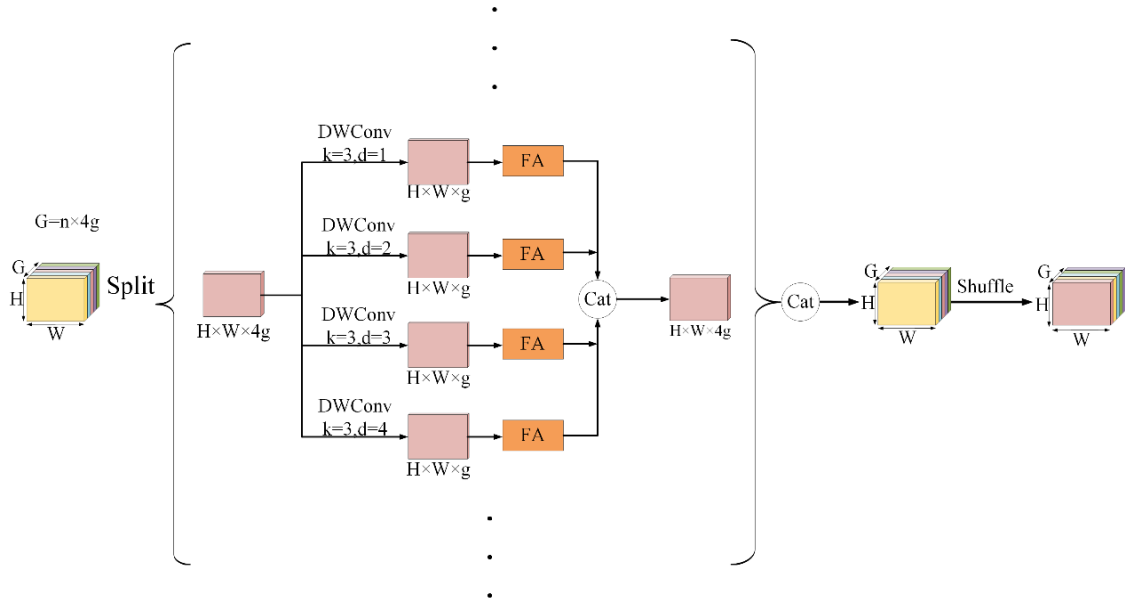 G=n×4g
G
H
W
Split
H×W×4g
DWConv
k=3,d=1
H×W×g
FA
DWConv
k=3,d=2
H×W×g
FA
DWConv
k=3,d=3
H×W×g
FA
DWConv
k=3,d=4
H×W×g
FA
Cat
H×W×4g
Cat
G
H
W
Shuffle
G
H
W